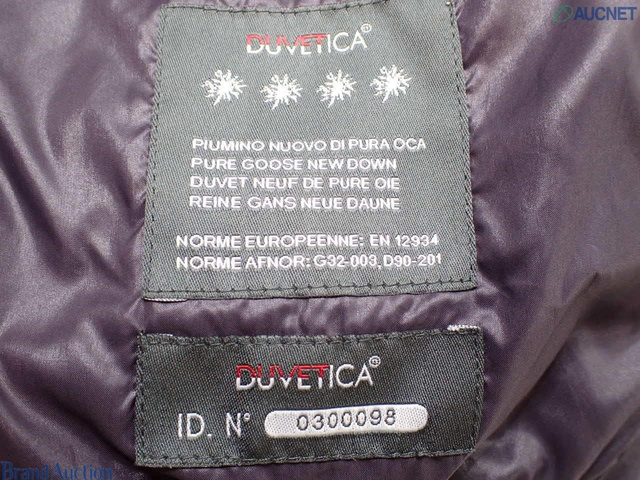 AUCNET
DUVETICA®
PIUMINO NUOVO DI PURA OCA
PURE GOOSE NEW DOWN
DUVET NEUF DE PURE OIE
REINE GANS NEUE DAUNE
NORME EUROPEENNE: EN 12934
NORME AFNOR: G32-003, D90-201
DUVETICA®
ID. N° 0300098
Brand Auction